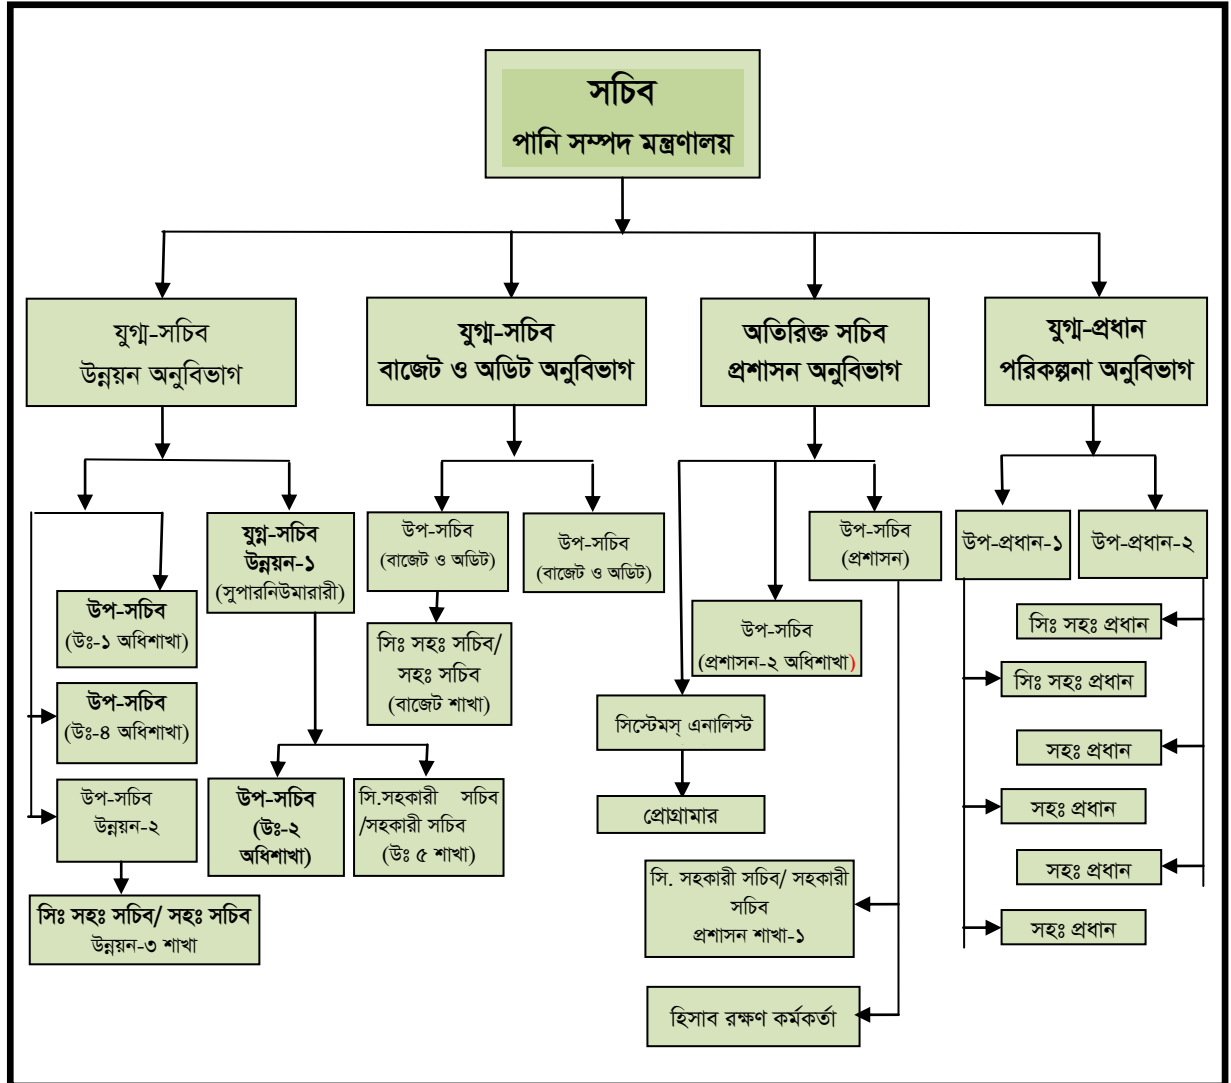 সচিব
পানি সম্পদ মন্ত্রণালয়
যুগ্ম-সচিব
উন্নয়ন অনুবিভাগ
যুগ্ম-সচিব
বাজেট ও অডিট অনুবিভাগ
অতিরিক্ত সচিব
প্রশাসন অনুবিভাগ
যুগ্ম-প্রধান
পরিকল্পনা অনুবিভাগ
উপ-সচিব
(উঃ-১ অধিশাখা)
উপ-সচিব
(উঃ-৪ অধিশাখা)
উপ-সচিব
উন্নয়ন-২
সিঃ সহঃ সচিব/ সহঃ সচিব
উন্নয়ন-৩ শাখা
যুগ্ন-সচিব
উন্নয়ন-১
(সুপারনিউমারারী)
উপ-সচিব
(উঃ-২
অধিশাখা)
সি.সহকারী সচিব
/সহকারী সচিব
(উঃ ৫ শাখা)
উপ-সচিব
(বাজেট ও অডিট)
সিঃ সহঃ সচিব/
সহঃ সচিব
(বাজেট শাখা)
উপ-সচিব
(বাজেট ও অডিট)
সিস্টেমস্ এনালিস্ট
প্রোগ্রামার
উপ-সচিব
(প্রশাসন-২ অধিশাখা)
উপ-সচিব
(প্রশাসন)
সি. সহকারী সচিব/ সহকারী
সচিব
প্রশাসন শাখা-১
হিসাব রক্ষণ কর্মকর্তা
উপ-প্রধান-১
উপ-প্রধান-২
সিঃ সহঃ প্রধান
সিঃ সহঃ প্রধান
সহঃ প্রধান
সহঃ প্রধান
সহঃ প্রধান
সহঃ প্রধান